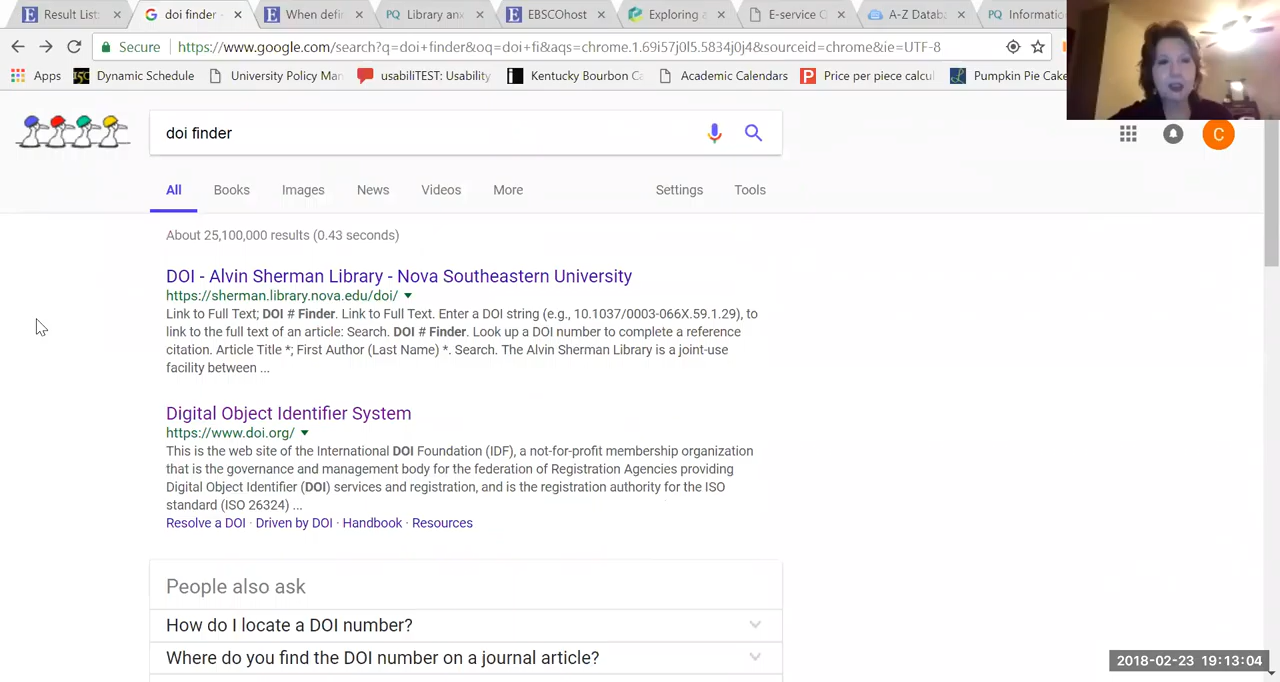 Result List
doi finder -
When defi
PQ Library an
EBSCOhost
Exploring
E-service
A-Z Datab
PQ Informatio
Secure https://www.google.com/search?q=doi+finder&oq=doi+fi&aqs=chrome.1.69i57j0l5.5834j0j4&sourceid=chrome&ie=UTF-8
Apps
150 Dynamic Schedule
University Policy Man
usabiliTEST: Usability
Kentucky Bourbon
Academic Calendars
Price per piece calcul
Pumpkin Pie Cake
doi finder
C
All Books Images News Videos More Settings Tools
About 25,100,000 results (0.43 seconds)
DOI - Alvin Sherman Library - Nova Southeastern University
https://sherman.library.nova.edu/doi/
Link to Full Text; DOI # Finder. Link to Full Text. Enter a DOI string (e.g., 10.1037/0003-066X.59.1.29), to
link to the full text of an article: Search. DOI # Finder. Look up a DOI number to complete a reference
citation. Article Title *; First Author (Last Name) *. Search. The Alvin Sherman Library is a joint-use
facility between ...
Digital Object Identifier System
https://www.doi.org/
This is the web site of the International DOI Foundation (IDF), a not-for-profit membership organization
that is the governance and management body for the federation of Registration Agencies providing
Digital Object Identifier (DOI) services and registration, and is the registration authority for the ISO
standard (ISO 26324) ...
Resolve a DOI · Driven by DOI · Handbook · Resources
People also ask
How do I locate a DOI number?
Where do you find the DOI number on a journal article?
2018-02-23 19:13:04